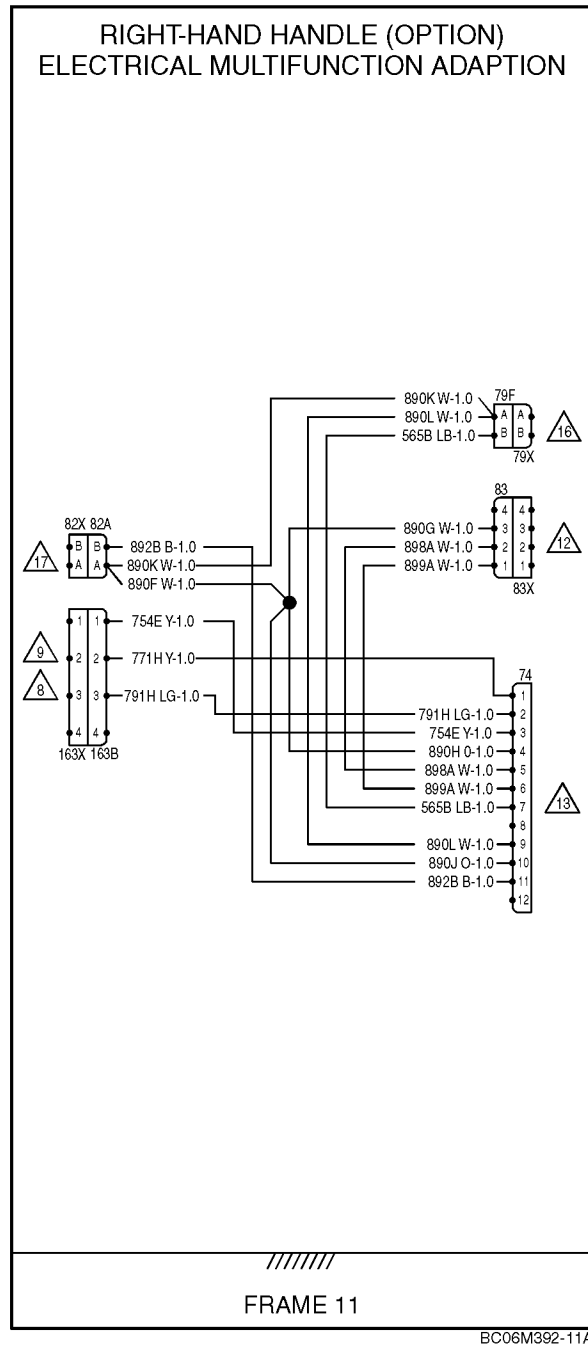 RIGHT-HAND HANDLE (OPTION)
ELECTRICAL MULTIFUNCTION ADAPTION
890K W-1.0
79F
A A
890L W-1.0
B B
565B LB-1.0
16
79X
83
4 4
890G W-1.0
3 3
898A W-1.0
2 2
12
899A W-1.0
1 1
83X
82X 82A
B B
892B B-1.0
17
A A
890K W-1.0
890F W-1.0
1 1
754E Y-1.0
9
2 2
771H Y-1.0
8
3 3
791H LG-1.0
4 4
163X 163B
74
1
791H LG-1.0
2
754E Y-1.0
3
890H 0-1.0
4
898A W-1.0
5
899A W-1.0
6
565B LB-1.0
7
13
8
890L W-1.0
9
890J O-1.0
10
892B B-1.0
11
12
FRAME 11
BC06M392-11A